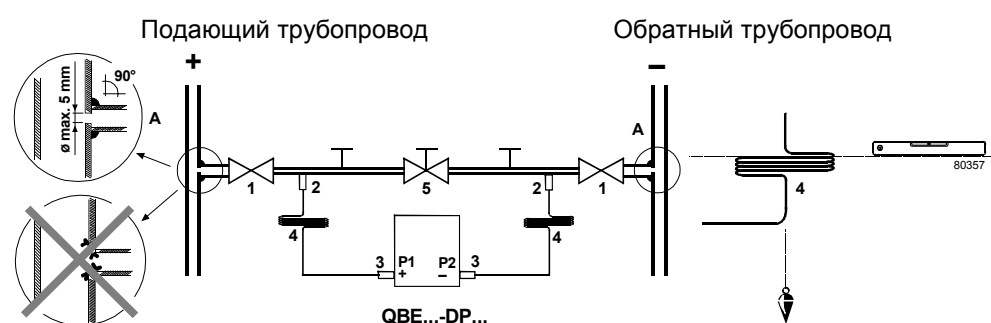 Подающий трубопровод
Обратный трубопровод
+
–
90°
ø max. 5 mm
A
A
1
2
5
2
1
4
4
4
80357
3
P1
+
P2
–
3
QBE...-DP...